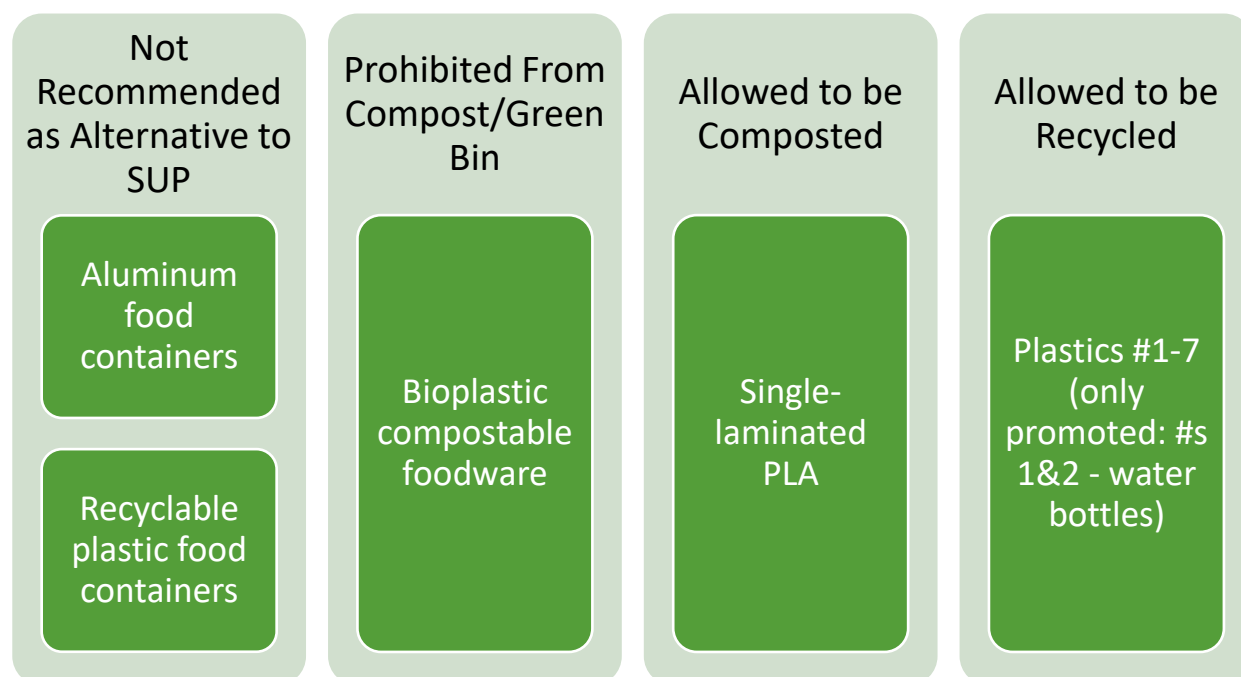 Not
Recommended
as Alternative to
SUP
Aluminum
food
containers
Recyclable
plastic food
containers
Prohibited From
Compost/Green
Bin
Bioplastic
compostable
foodware
Allowed to be
Composted
Single-
laminated
PLA
Allowed to be
Recycled
Plastics #1-7
(only
promoted: #s
1&2 - water
bottles)